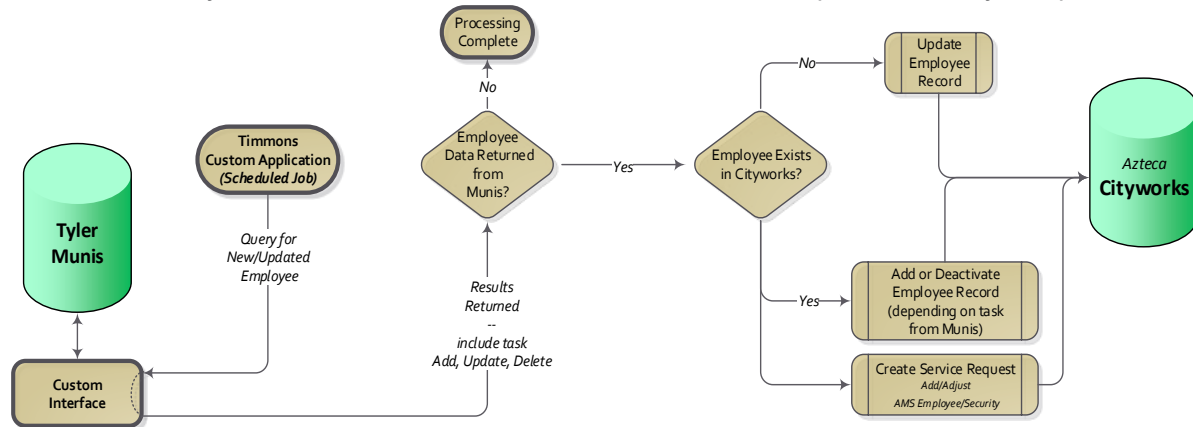 Processing
Complete
No
Timmons
Custom Application
(Scheduled Job)
Employee
Data Returned
from
Munis?
Yes
Employee Exists
in Cityworks?
No
Update
Employee
Record
Azteca
Cityworks
Tyler
Munis
Query for
New/Updated
Employee
Results
Returned
--
include task
Add, Update, Delete
Yes
Add or Deactivate
Employee Record
(depending on task
from Munis)
Custom
Interface
Create Service Request
Add/Adjust
AMS Employee/Security